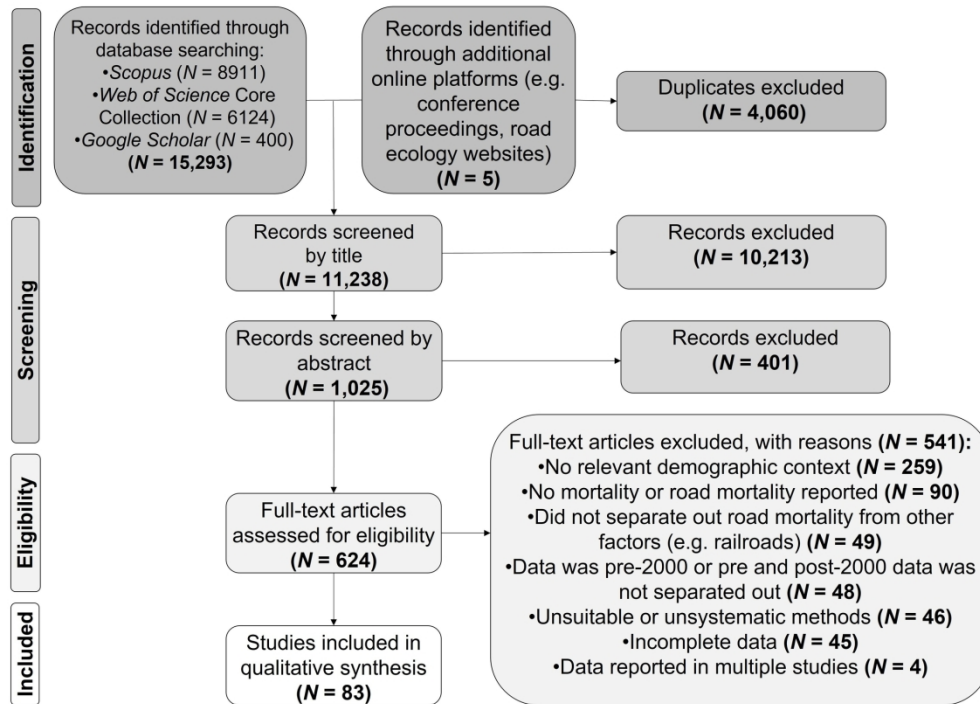 Identification
Records identified through
database searching:
•Scopus (N = 8911)
•Web of Science Core
Collection (N = 6124)
•Google Scholar (N = 400)
(N = 15,293)
Records identified
through additional
online platforms (e.g.
conference
proceedings, road
ecology websites)
(N = 5)
Duplicates excluded
(N = 4,060)
Screening
Records screened
by title
(N = 11,238)
Records excluded
(N = 10,213)
Records screened by
abstract
(N = 1,025)
Records excluded
(N = 401)
Eligibility
Full-text articles
assessed for eligibility
(N = 624)
Full-text articles excluded, with reasons (N = 541):
•No relevant demographic context (N = 259)
•No mortality or road mortality reported (N = 90)
•Did not separate out road mortality from other
factors (e.g. railroads) (N = 49)
•Data was pre-2000 or pre and post-2000 data was
not separated out (N = 48)
•Unsuitable or unsystematic methods (N = 46)
•Incomplete data (N = 45)
•Data reported in multiple studies (N = 4)
Included
Studies included in
qualitative synthesis
(N = 83)